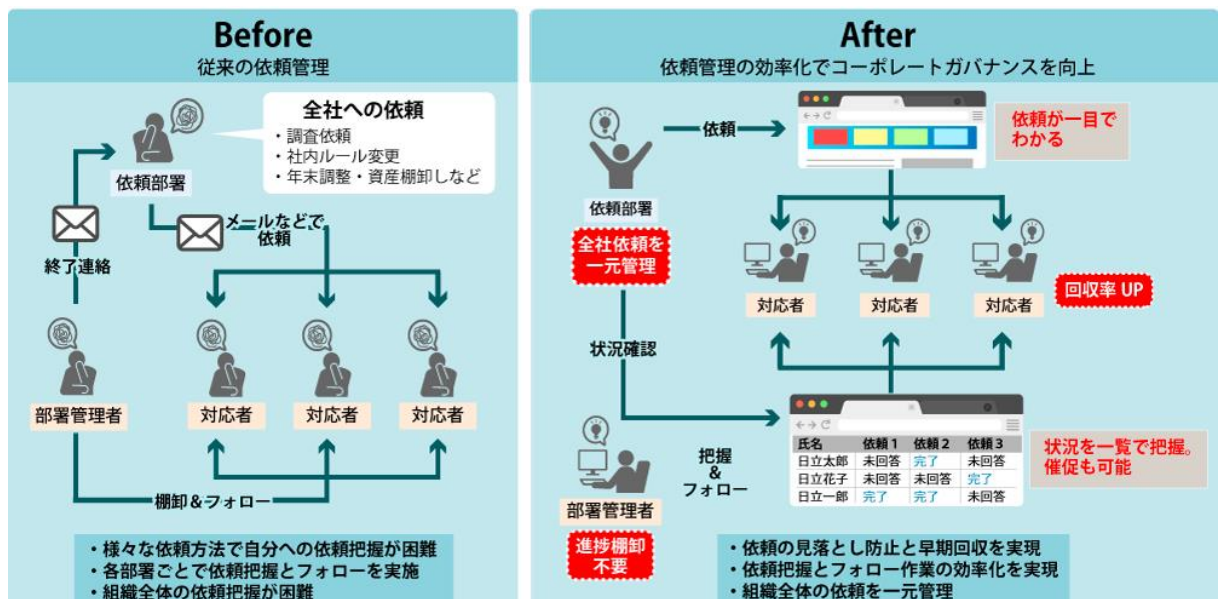 Before
従来の依頼管理
全社への依頼
・調査依頼
・社内ルール変更
・年末調整・資産棚卸しなど
依頼部署
メールなどで
依頼
終了連絡
部署管理者
対応者
対応者
対応者
棚卸&フォロー
・様々な依頼方法で自分への依頼把握が困難
・各部署ごとで依頼把握とフォローを実施
・組織全体の依頼把握が困難
After
依頼管理の効率化でコーポレートガバナンスを向上
依頼
依頼が一目で
わかる
依頼部署
全社依頼を
一元管理
対応者
対応者
対応者
回収率 UP
状況確認
氏名 依頼1 依頼2 依頼3
日立太郎 未回答 完了 未回答
日立花子 未回答 未回答 完了
日立一郎 完了 完了 未回答
状況を一覧で把握。
催促も可能
把握
&
フォロー
部署管理者
進捗棚卸
不要
・依頼の見落とし防止と早期回収を実現
・依頼把握とフォロー作業の効率化を実現
・組織全体の依頼を一元管理